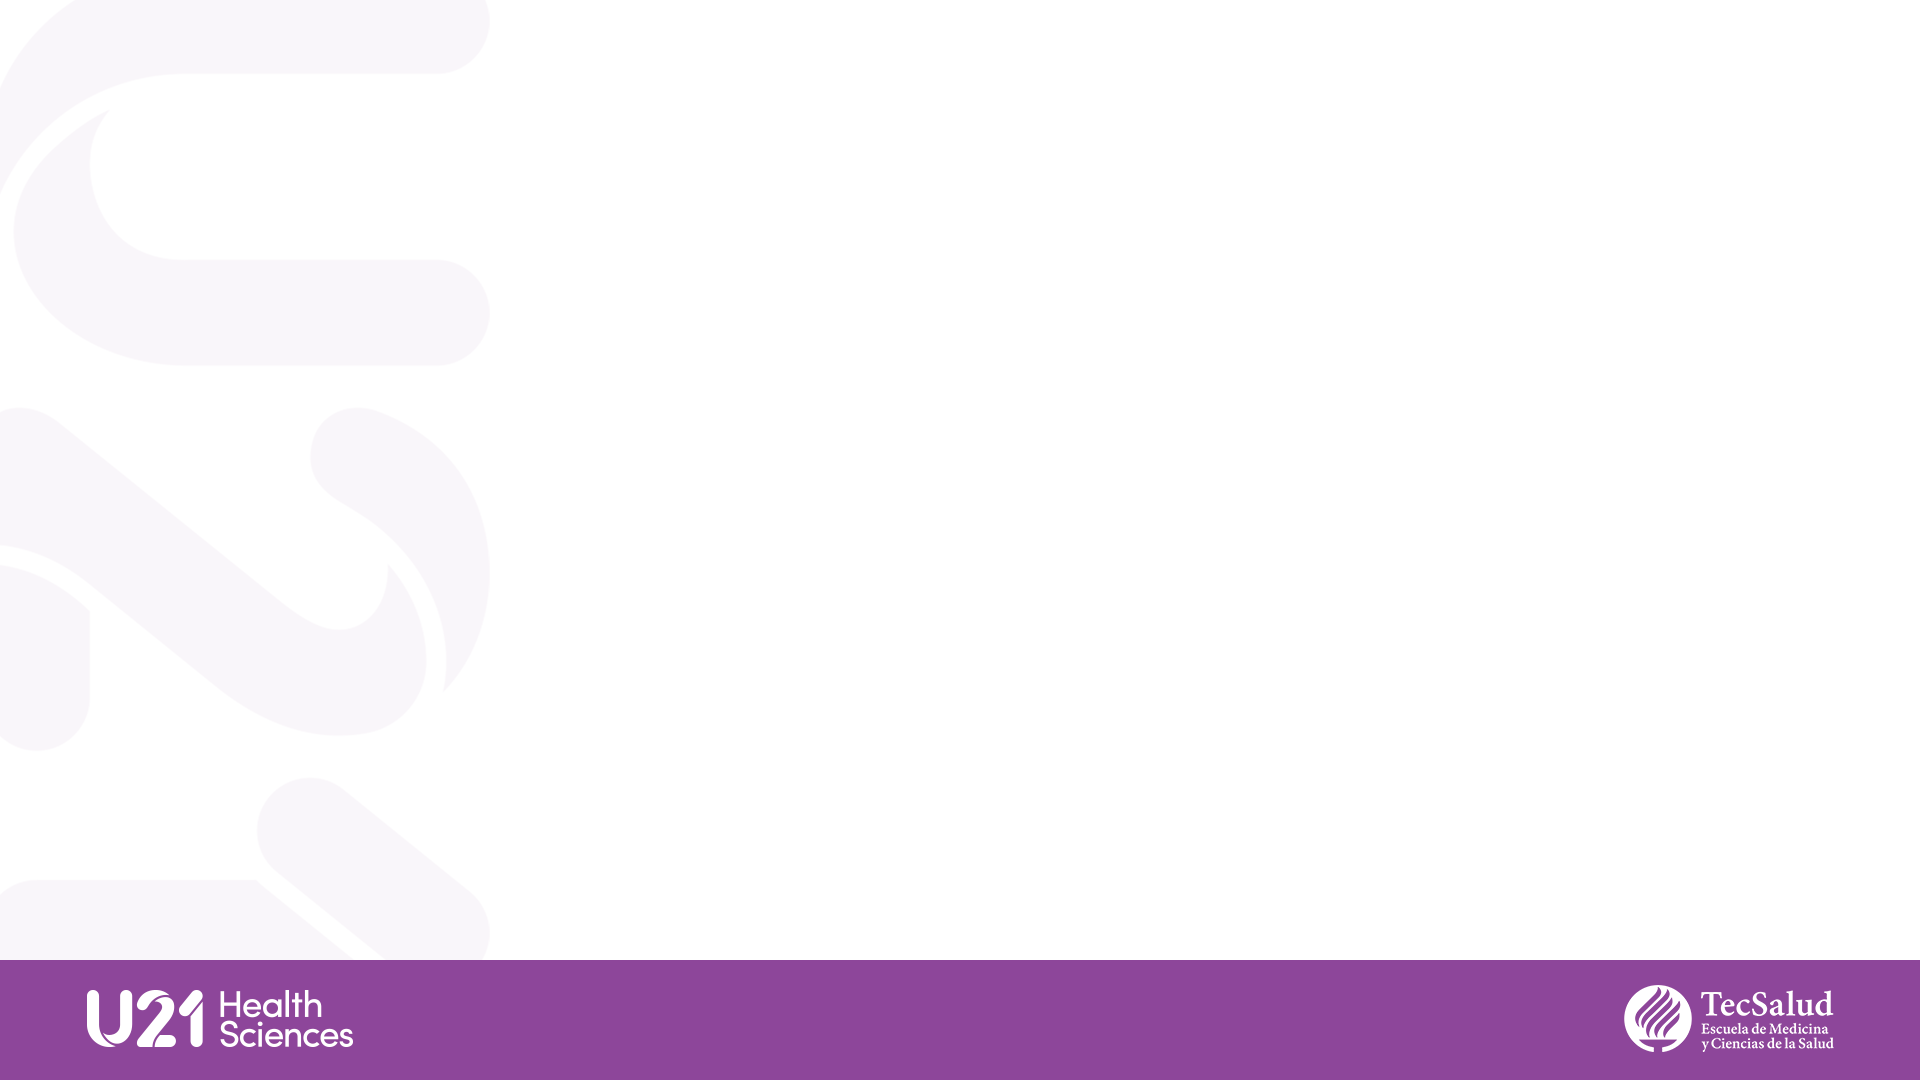 U21 Health
Sciences
TecSalud
Escuela de Medicina
y Ciencias de la Salud